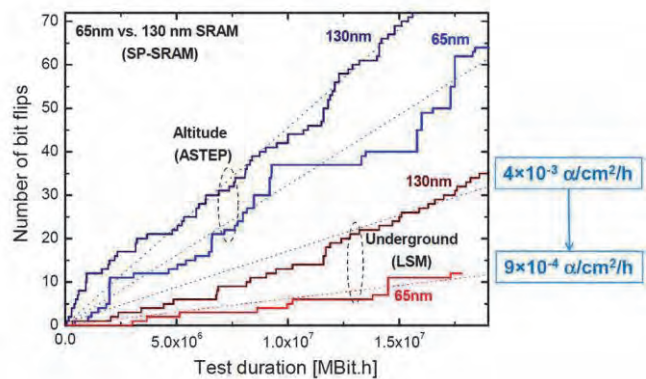 70
60
50
40
30
20
10
0
Number of bit flips
65nm vs. 130 nm SRAM
(SP-SRAM)
130nm
65nm
Altitude
(ASTEP)
130nm
Underground
(LSM)
65nm
0.0
5.0x10⁶
1.0x10⁷
1.5x10⁷
Test duration [MBit.h]
4×10⁻³ α/cm²/h
9×10⁻⁴ α/cm²/h